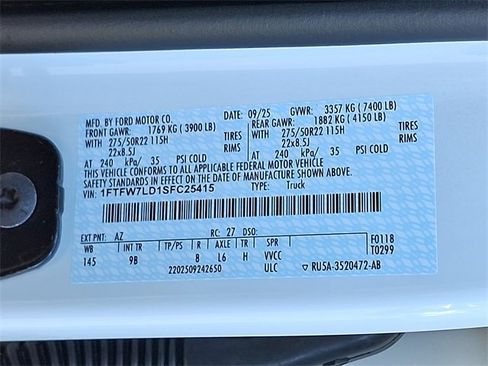 MFD. BY FORD MOTOR CO. 09/25 GVWR: 3357 KG ( 7400 LB)
FRONT GAWR: 1769 KG ( 3900 LB) REAR GAWR: 1882 KG ( 4150 LB)
WITH 275/50R22 115H TIRES WITH 275/50R22 115H TIRES
22x8.5J RIMS 22x8.5J RIMS
AT 240 kPa/ 35 PSI COLD AT 240 kPa/ 35 PSI COLD
THIS VEHICLE CONFORMS TO ALL APPLICABLE FEDERAL MOTOR VEHICLE
SAFETY/BUMPER STANDARDS IN EFFECT ON THE DATE OF MANUFACTURE SHOWN ABOVE.
VIN: 1FTFW7LD1SFC25415 TYPE: Truck
EXT PNT: AZ RC: 27 DSO: F0118
WB INT TR TP/PS R AXLE TR SPR T0299
145 9B 8 L6 H VVCC
2202509242650 ULC RU5A-3520472-AB